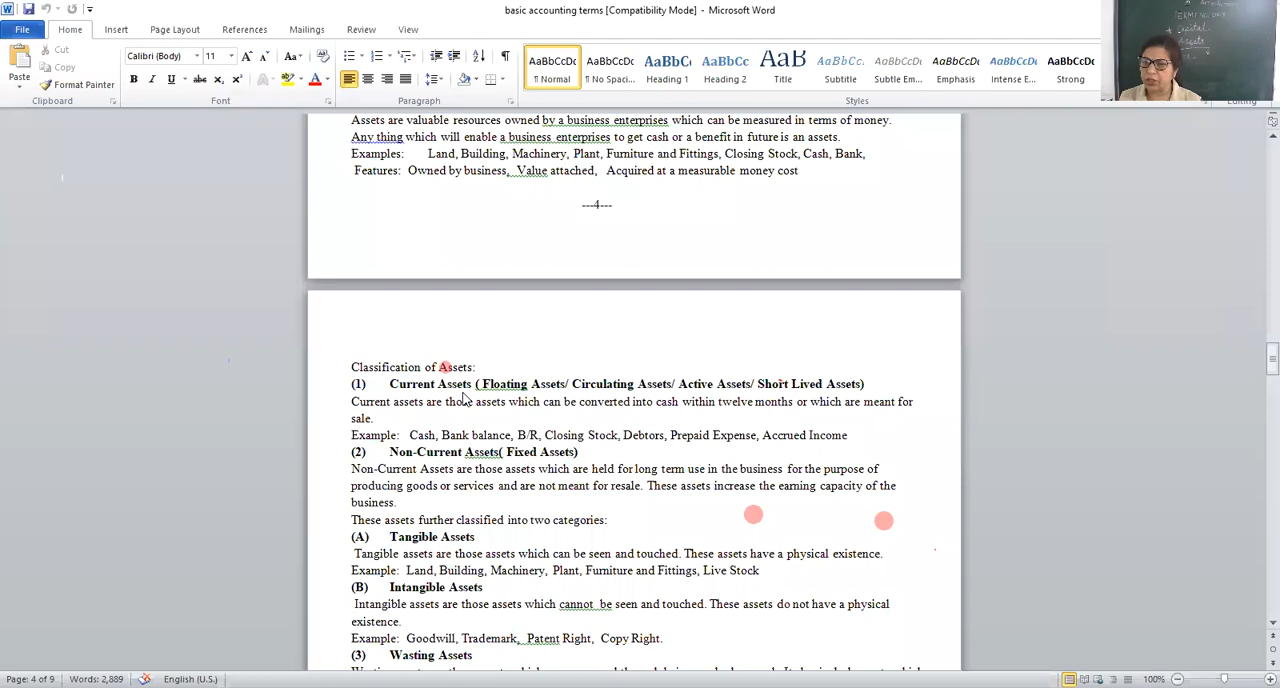 basic accounting terms [Compatibility Mode] - Microsoft Word
File Home Insert Page Layout References Mailings Review View
Cut
Copy
Format Painter
Paste
Calibri (Body) 11
Clipboard Font Paragraph Styles Editing
AaBbCcDc AaBbCcDc AaBbC AaBbCc AaB AaBbCc. AaBbCcDc AaBbCcDc AaBbCcDc AaBbCcDc
¶ Normal ¶ No Spaci... Heading 1 Heading 2 Title Subtitle Subtle Em... Emphasis Intense E... Strong
Capital
Assets
Assets are valuable resources owned by a business enterprises which can be measured in terms of money.
Any thing which will enable a business enterprises to get cash or a benefit in future is an assets.
Examples: Land, Building, Machinery, Plant, Furniture and Fittings, Closing Stock, Cash, Bank,
Features: Owned by business, Value attached, Acquired at a measurable money cost
---4---
Classification of Assets:
(1) Current Assets ( Floating Assets/ Circulating Assets/ Active Assets/ Short Lived Assets)
Current assets are those assets which can be converted into cash within twelve months or which are meant for
sale.
Example: Cash, Bank balance, B/R, Closing Stock, Debtors, Prepaid Expense, Accrued Income
(2) Non-Current Assets( Fixed Assets)
Non-Current Assets are those assets which are held for long term use in the business for the purpose of
producing goods or services and are not meant for resale. These assets increase the earning capacity of the
business.
These assets further classified into two categories:
(A) Tangible Assets
Tangible assets are those assets which can be seen and touched. These assets have a physical existence.
Example: Land, Building, Machinery, Plant, Furniture and Fittings, Live Stock
(B) Intangible Assets
Intangible assets are those assets which cannot be seen and touched. These assets do not have a physical
existence.
Example: Goodwill, Trademark, Patent Right, Copy Right.
(3) Wasting Assets
Page: 4 of 9 Words: 2,889 English (U.S.) 100%